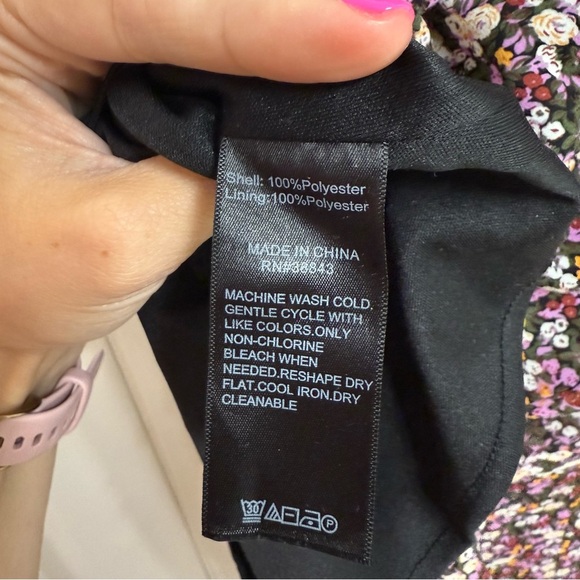 Shell: 100%Polyester
Lining:100%Polyester
MADE IN CHINA
RN#38843
MACHINE WASH COLD.
GENTLE CYCLE WITH
LIKE COLORS.ONLY
NON-CHLORINE
BLEACH WHEN
NEEDED.RESHAPE DRY
FLAT.COOL IRON.DRY
CLEANABLE
30 P